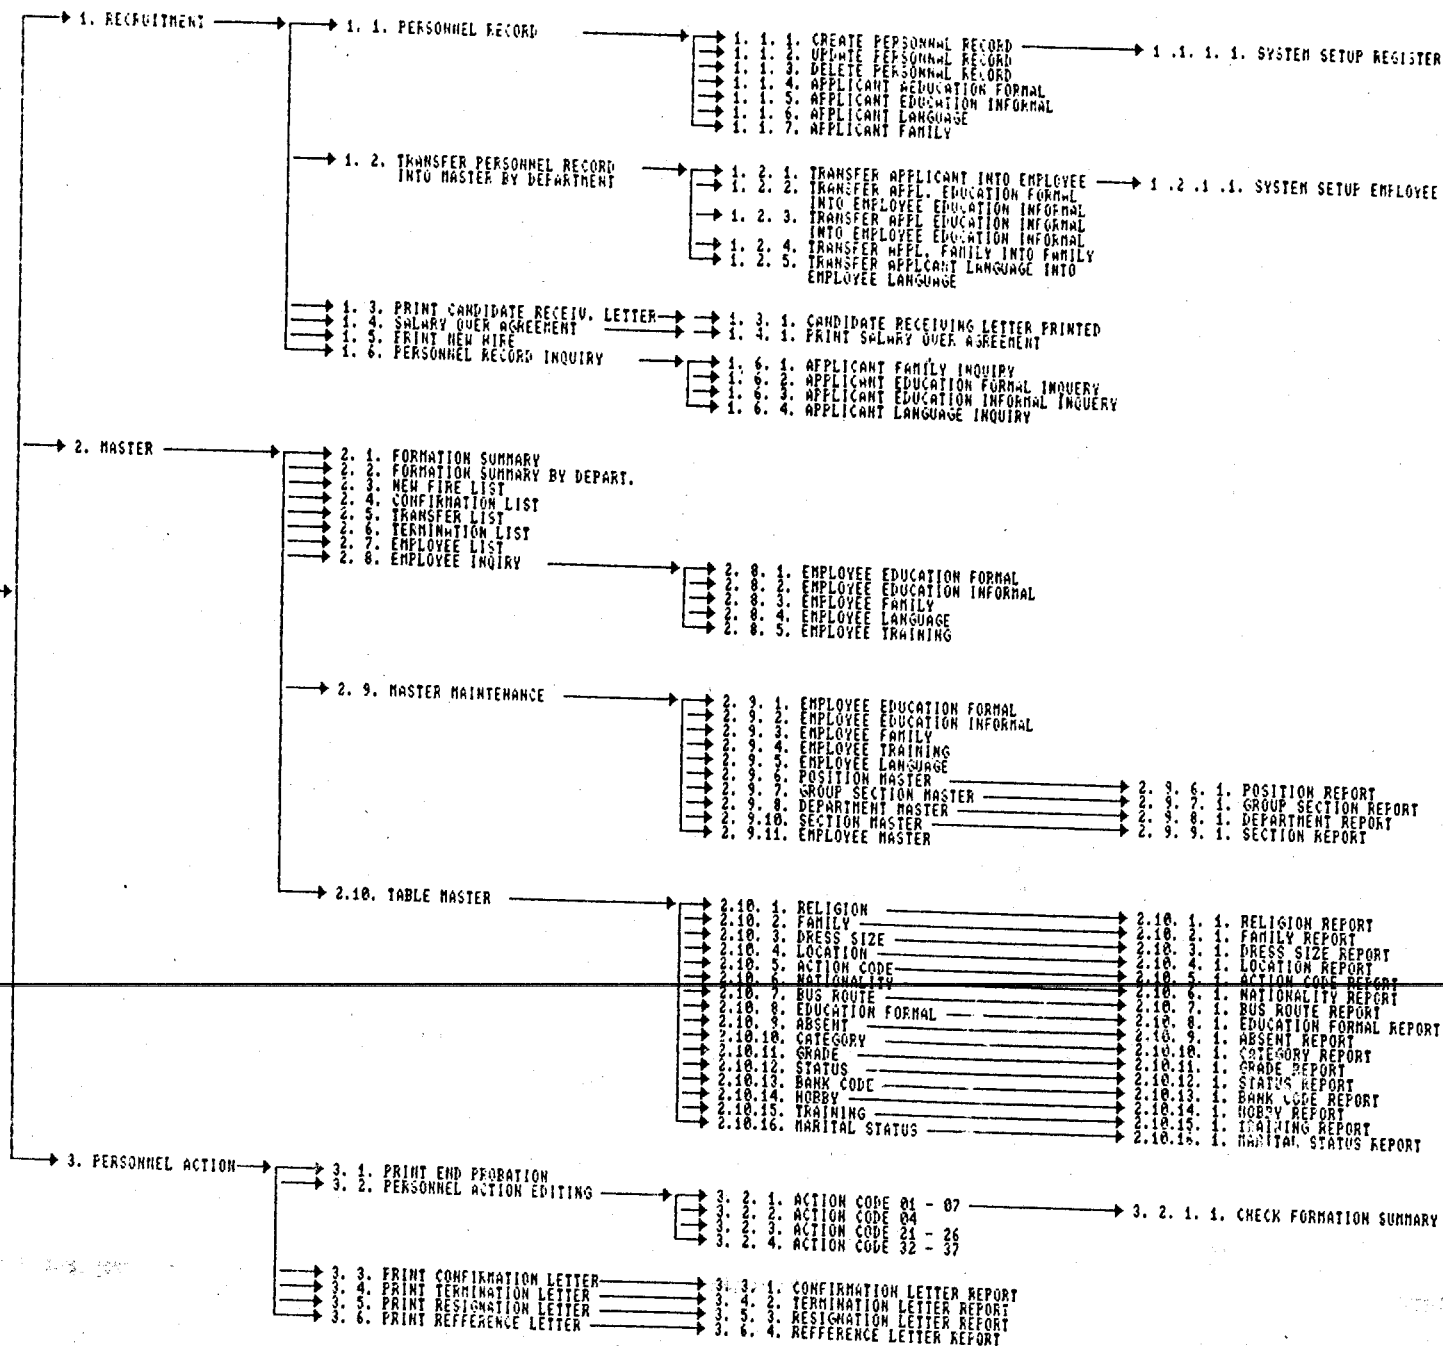 1. RECRUITMENT
1. 1. PERSONNEL RECORD
1. 1. 1. CREATE PERSONNAL RECORD
1 .1. 1. 1. SYSTEM SETUP REGISTER
1. 1. 2. UPDATE PERSONNAL RECORD
1. 1. 3. DELETE PERSONNAL RECORD
1. 1. 4. APPLICANT AEDUCATION FORMAL
1. 1. 5. APPLICANT EDUCATION INFORMAL
1. 1. 6. APPLICANT LANGUAGE
1. 1. 7. APPLICANT FAMILY
1. 2. TRANSFER PERSONNEL RECORD
INTO MASTER BY DEPARTMENT
1. 2. 1. TRANSFER APPLICANT INTO EMPLOYEE
1 .2 .1 .1. SYSTEM SETUP EMPLOYEE
1. 2. 2. TRANSFER APPL. EDUCATION FORMAL
INTO EMPLOYEE EDUCATION INFORMAL
1. 2. 3. TRANSFER APPL EDUCATION INFORMAL
INTO EMPLOYEE EDUCATION INFORMAL
1. 2. 4. TRANSFER APPL. FAMILY INTO FAMILY
1. 2. 5. TRANSFER APPLCANT LANGUAGE INTO
EMPLOYEE LANGUAGE
1. 3. PRINT CANDIDATE RECEIV. LETTER
1. 3. 1. CANDIDATE RECEIVING LETTER PRINTED
1. 4. SALARY OVER AGREEMENT
1. 4. 1. PRINT SALARY OVER AGREEMENT
1. 5. PRINT NEW HIRE
1. 6. PERSONNEL RECORD INQUIRY
1. 6. 1. APPLICANT FAMILY INQUIRY
1. 6. 2. APPLICANT EDUCATION FORMAL INQUERY
1. 6. 3. APPLICANT EDUCATION INFORMAL INQUERY
1. 6. 4. APPLICANT LANGUAGE INQUIRY
2. MASTER
2. 1. FORMATION SUMMARY
2. 2. FORMATION SUMMARY BY DEPART.
2. 3. NEW FIRE LIST
2. 4. CONFIRMATION LIST
2. 5. TRANSFER LIST
2. 6. TERMINATION LIST
2. 7. EMPLOYEE LIST
2. 8. EMPLOYEE INQIRY
2. 8. 1. EMPLOYEE EDUCATION FORMAL
2. 8. 2. EMPLOYEE EDUCATION INFORMAL
2. 8. 3. EMPLOYEE FAMILY
2. 8. 4. EMPLOYEE LANGUAGE
2. 8. 5. EMPLOYEE TRAINING
2. 9. MASTER MAINTENANCE
2. 9. 1. EMPLOYEE EDUCATION FORMAL
2. 9. 2. EMPLOYEE EDUCATION INFORMAL
2. 9. 3. EMPLOYEE FAMILY
2. 9. 4. EMPLOYEE TRAINING
2. 9. 5. EMPLOYEE LANGUAGE
2. 9. 6. POSITION MASTER
2. 9. 6. 1. POSITION REPORT
2. 9. 7. GROUP SECTION MASTER
2. 9. 7. 1. GROUP SECTION REPORT
2. 9. 8. DEPARTMENT MASTER
2. 9. 8. 1. DEPARTMENT REPORT
2. 9.10. SECTION MASTER
2. 9. 9. 1. SECTION REPORT
2. 9.11. EMPLOYEE MASTER
2.10. TABLE MASTER
2.10. 1. RELIGION
2.10. 1. 1. RELIGION REPORT
2.10. 2. FAMILY
2.10. 2. 1. FAMILY REPORT
2.10. 3. DRESS SIZE
2.10. 3. 1. DRESS SIZE REPORT
2.10. 4. LOCATION
2.10. 4. 1. LOCATION REPORT
2.10. 5. ACTION CODE
2.10. 5. 1. ACTION CODE REPORT
2.10. 6. NATIONALITY
2.10. 6. 1. NATIONALITY REPORT
2.10. 7. BUS ROUTE
2.10. 7. 1. BUS ROUTE REPORT
2.10. 8. EDUCATION FORMAL
2.10. 8. 1. EDUCATION FORMAL REPORT
2.10. 9. ABSENT
2.10. 9. 1. ABSENT REPORT
2.10.10. CATEGORY
2.10.10. 1. CATEGORY REPORT
2.10.11. GRADE
2.10.11. 1. GRADE REPORT
2.10.12. STATUS
2.10.12. 1. STATUS REPORT
2.10.13. BANK CODE
2.10.13. 1. BANK CODE REPORT
2.10.14. HOBBY
2.10.14. 1. HOBBY REPORT
2.10.15. TRAINING
2.10.15. 1. TRAINING REPORT
2.10.16. MARITAL STATUS
2.10.16. 1. MARITAL STATUS REPORT
3. PERSONNEL ACTION
3. 1. PRINT END PROBATION
3. 2. PERSONNEL ACTION EDITING
3. 2. 1. ACTION CODE 01 - 07
3. 2. 1. 1. CHECK FORMATION SUMMARY
3. 2. 2. ACTION CODE 04
3. 2. 3. ACTION CODE 21 - 26
3. 2. 4. ACTION CODE 32 - 37
3. 3. PRINT CONFIRMATION LETTER
3. 3. 1. CONFIRMATION LETTER REPORT
3. 4. PRINT TERMINATION LETTER
3. 4. 2. TERMINATION LETTER REPORT
3. 5. PRINT RESIGNATION LETTER
3. 5. 3. RESIGNATION LETTER REPORT
3. 6. PRINT REFFERENCE LETTER
3. 6. 4. REFFERENCE LETTER REPORT